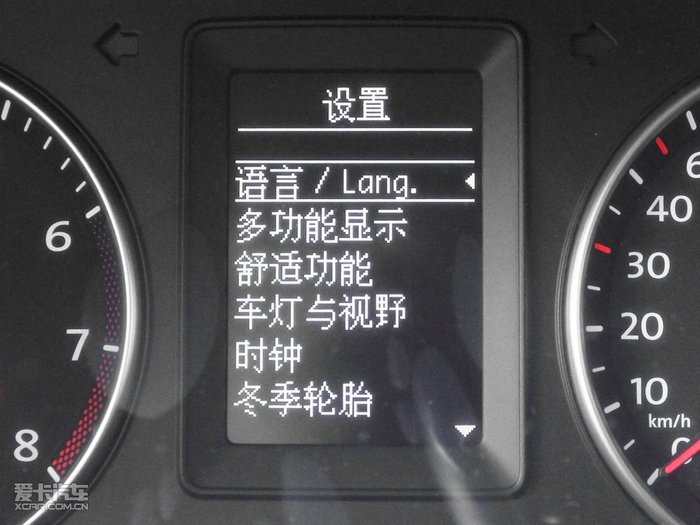 设置
语言 / Lang.
多功能显示
舒适功能
车灯与视野
时钟
冬季轮胎
6
7
8
40
30
20
10
km/h
0
爱卡汽车
XCAR.COM.CN